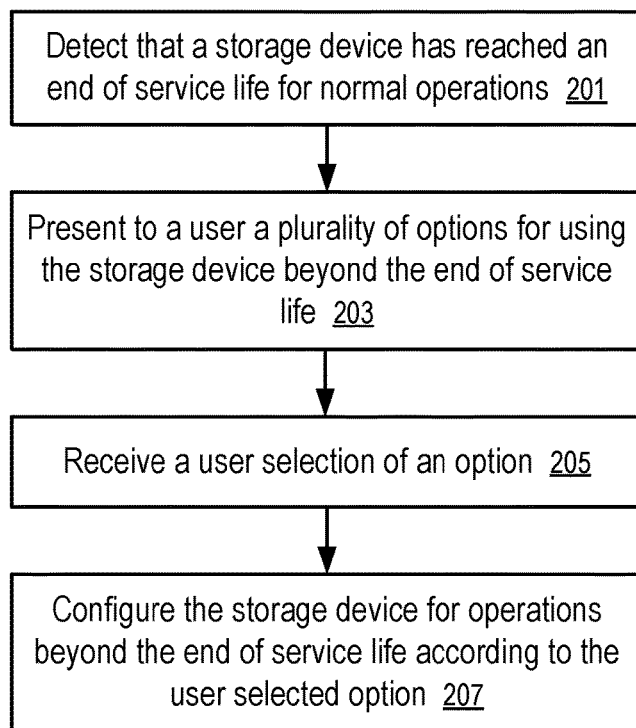 Detect that a storage device has reached an
end of service life for normal operations 201
Present to a user a plurality of options for using
the storage device beyond the end of service
life 203
Receive a user selection of an option 205
Configure the storage device for operations
beyond the end of service life according to the
user selected option 207